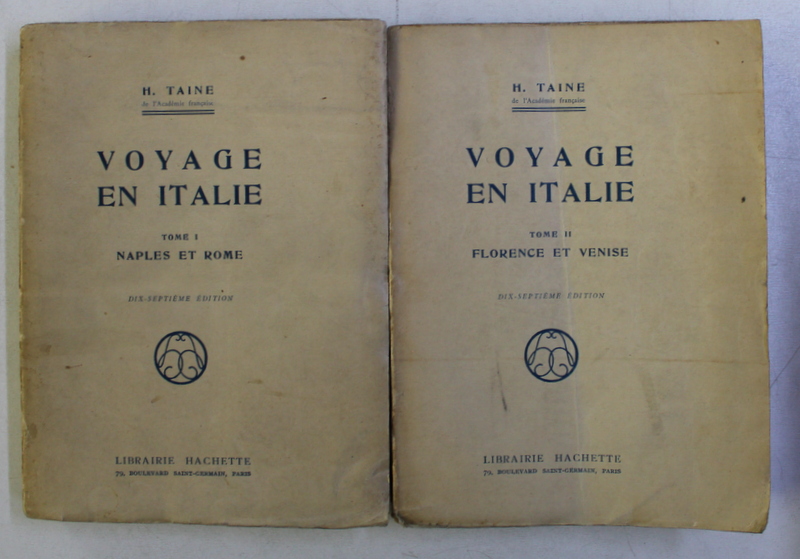 H. TAINE
de l'Académie française
VOYAGE
EN ITALIE
TOME I
NAPLES ET ROME
DIX-SEPTIÈME ÉDITION
LIBRAIRIE HACHETTE
79, BOULEVARD SAINT-GERMAIN, PARIS
H. TAINE
de l'Académie française
VOYAGE
EN ITALIE
TOME II
FLORENCE ET VENISE
DIX-SEPTIÈME ÉDITION
LIBRAIRIE HACHETTE
79, BOULEVARD SAINT-GERMAIN, PARIS